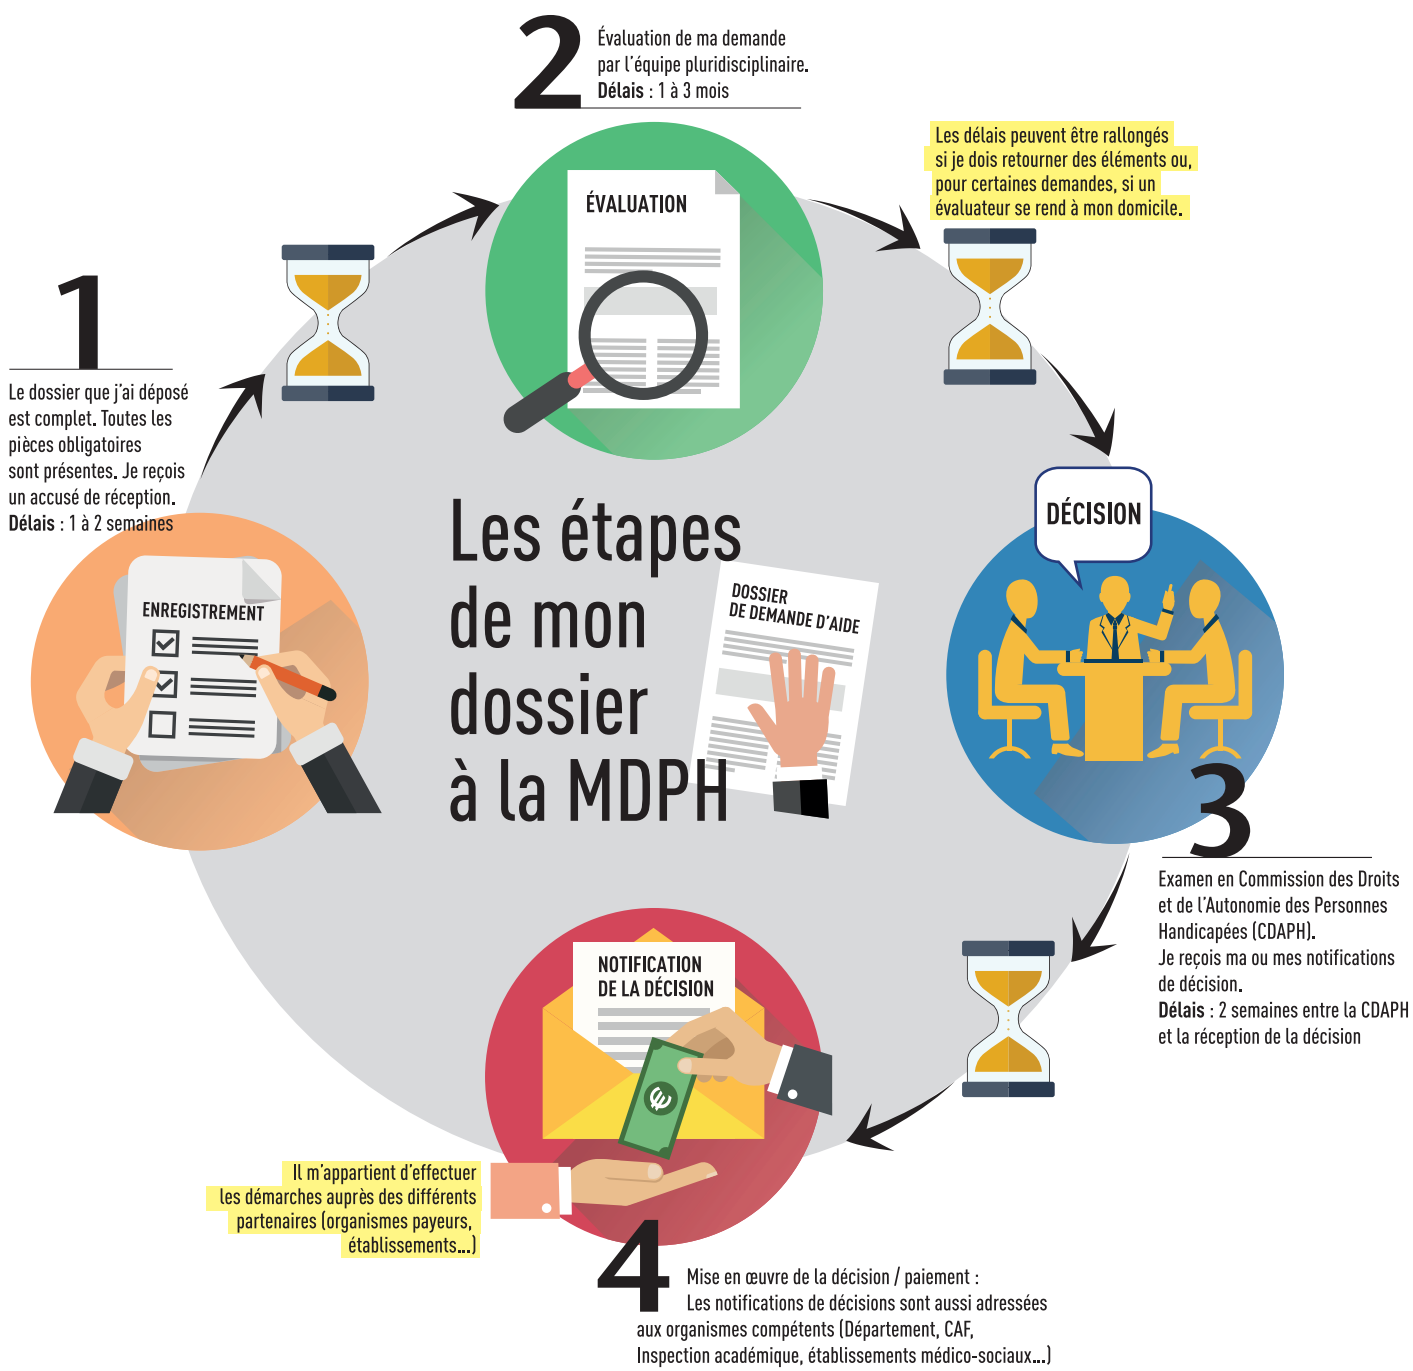 Les étapes
de mon
dossier
à la MDPH
DOSSIER
DE DEMANDE D'AIDE
1
Le dossier que j'ai déposé
est complet. Toutes les
pièces obligatoires
sont présentes. Je reçois
un accusé de réception.
Délais : 1 à 2 semaines
ENREGISTREMENT
2
Évaluation de ma demande
par l'équipe pluridisciplinaire.
Délais : 1 à 3 mois
ÉVALUATION
Les délais peuvent être rallongés
si je dois retourner des éléments ou,
pour certaines demandes, si un
évaluateur se rend à mon domicile.
DÉCISION
3
Examen en Commission des Droits
et de l'Autonomie des Personnes
Handicapées (CDAPH).
Je reçois ma ou mes notifications
de décision.
Délais : 2 semaines entre la CDAPH
et la réception de la décision
NOTIFICATION
DE LA DÉCISION
€
Il m'appartient d'effectuer
les démarches auprès des différents
partenaires (organismes payeurs,
établissements...)
4
Mise en œuvre de la décision / paiement :
Les notifications de décisions sont aussi adressées
aux organismes compétents (Département, CAF,
Inspection académique, établissements médico-sociaux...)